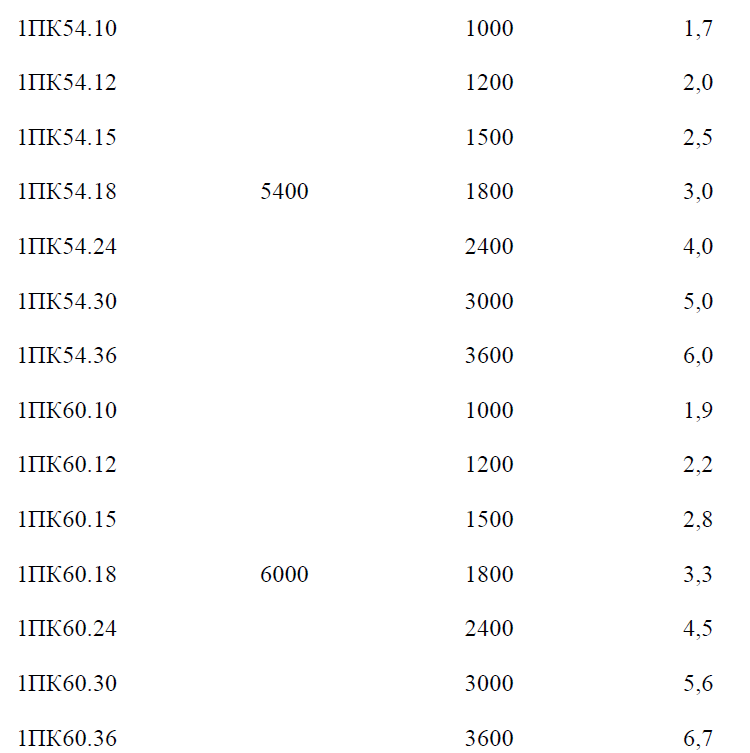 1ПК54.10 1000 1,7
1ПК54.12 1200 2,0
1ПК54.15 1500 2,5
1ПК54.18 5400 1800 3,0
1ПК54.24 2400 4,0
1ПК54.30 3000 5,0
1ПК54.36 3600 6,0
1ПК60.10 1000 1,9
1ПК60.12 1200 2,2
1ПК60.15 1500 2,8
1ПК60.18 6000 1800 3,3
1ПК60.24 2400 4,5
1ПК60.30 3000 5,6
1ПК60.36 3600 6,7